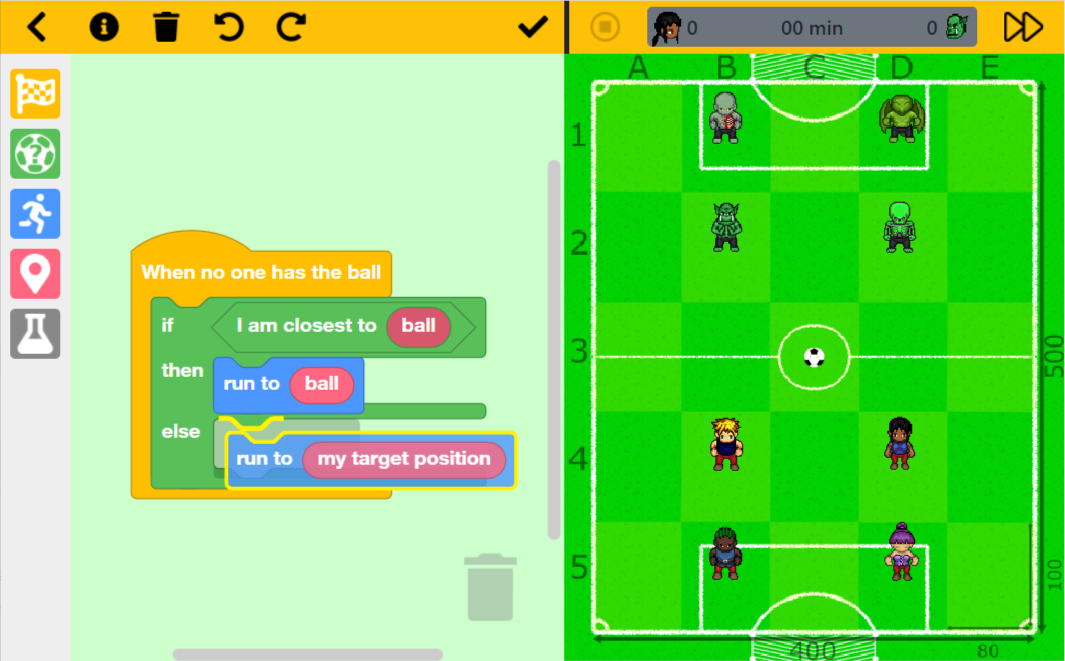 0 00 min 0
A B C D E
When no one has the ball
if I am closest to ball
then run to ball
else run to my target position
1
2
3
4
5
500
100
400 80